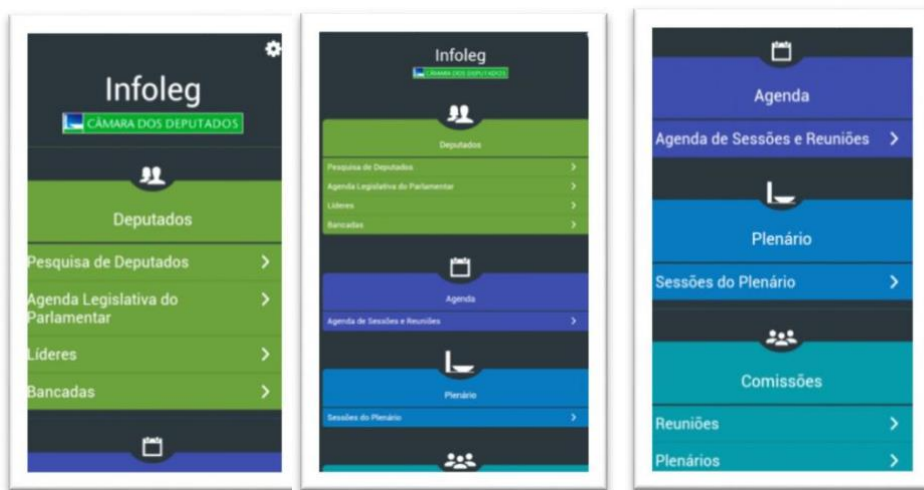 Infoleg
CÂMARA DOS DEPUTADOS
Deputados
Pesquisa de Deputados
Agenda Legislativa do
Parlamentar
Líderes
Bancadas
Infoleg
CÂMARA DOS DEPUTADOS
Deputados
Pesquisa de Deputados
Agenda Legislativa do Parlamentar
Líderes
Bancadas
Agenda
Agenda de Sessões e Reuniões
Plenário
Sessões do Plenário
Agenda
Agenda de Sessões e Reuniões
Plenário
Sessões do Plenário
Comissões
Reuniões
Plenários